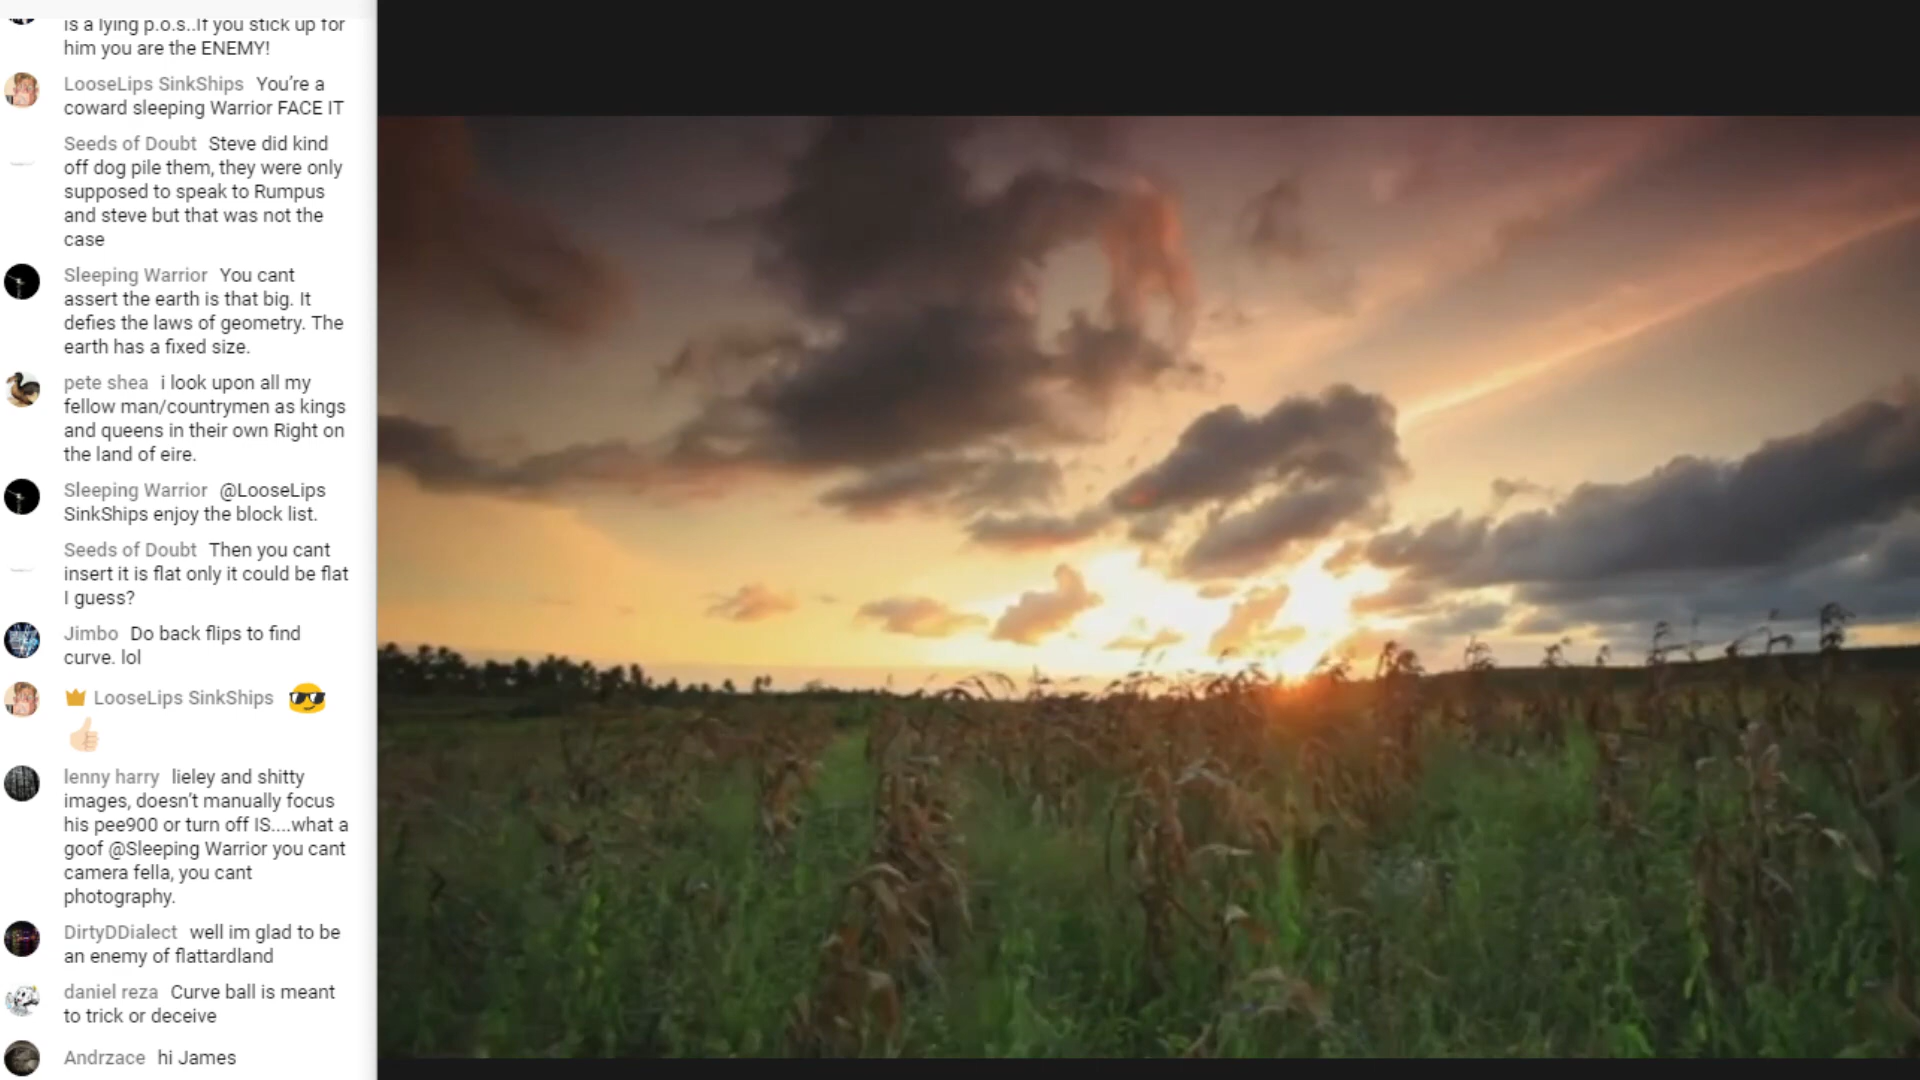 is a lying p.o.s..If you stick up for
him you are the ENEMY!
LooseLips SinkShips You’re a
coward sleeping Warrior FACE IT
Seeds of Doubt Steve did kind
off dog pile them, they were only
supposed to speak to Rumpus
and steve but that was not the
case
Sleeping Warrior You cant
assert the earth is that big. It
defies the laws of geometry. The
earth has a fixed size.
pete shea i look upon all my
fellow man/countrymen as kings
and queens in their own Right on
the land of eire.
Sleeping Warrior @LooseLips
SinkShips enjoy the block list.
Seeds of Doubt Then you cant
insert it is flat only it could be flat
I guess?
Jimbo Do back flips to find
curve. lol
LooseLips SinkShips
lenny harry lieley and shitty
images, doesn’t manually focus
his pee900 or turn off IS....what a
goof @Sleeping Warrior you cant
camera fella, you cant
photography.
DirtyDDialect well im glad to be
an enemy of flattardland
daniel reza Curve ball is meant
to trick or deceive
Andrzace hi James